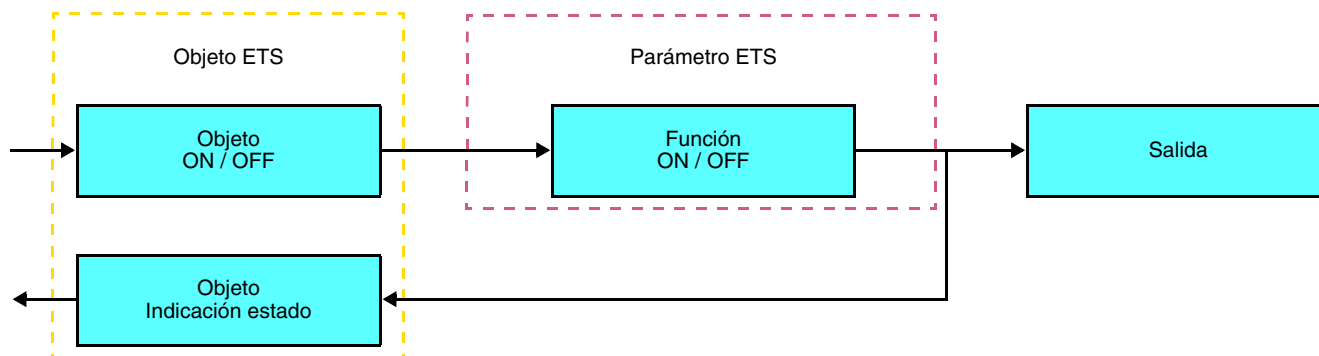 Objeto ETS
Parámetro ETS
Objeto
ON / OFF
Función
ON / OFF
Salida
Objeto
Indicación estado